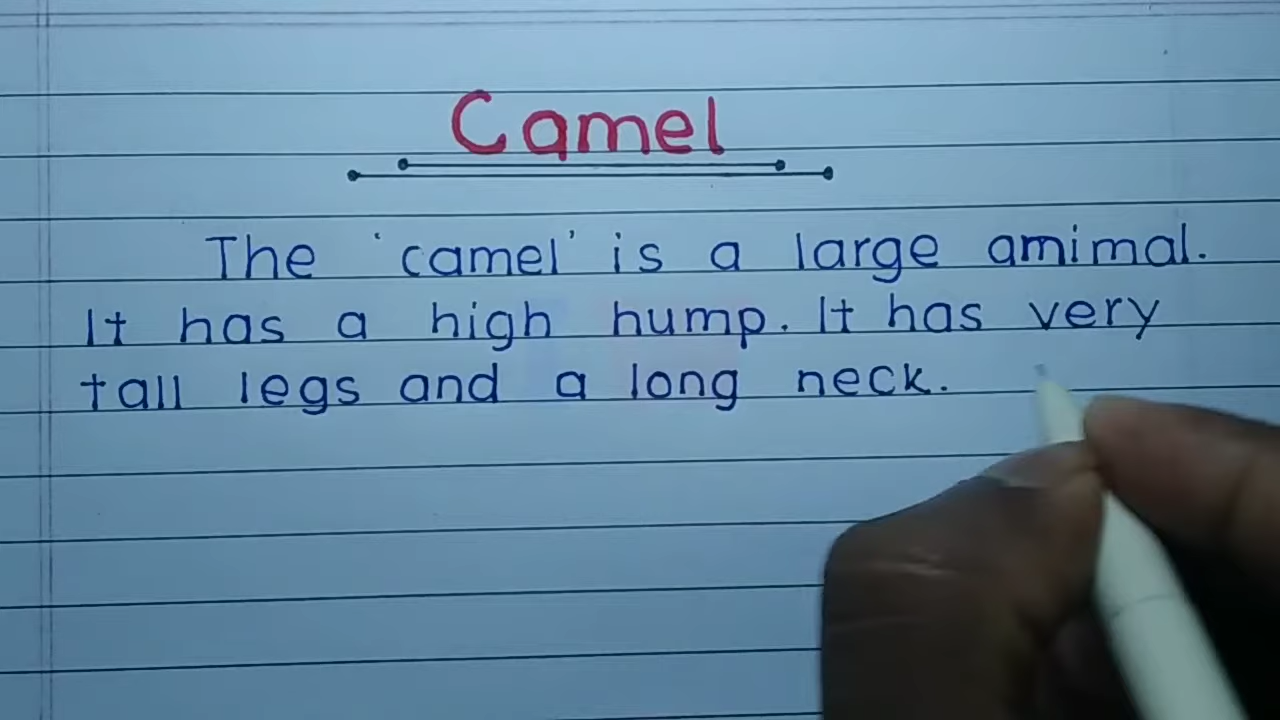 Camel
The 'camel' is a large amimal.
It has a high hump. It has very
tall legs and a long neck.